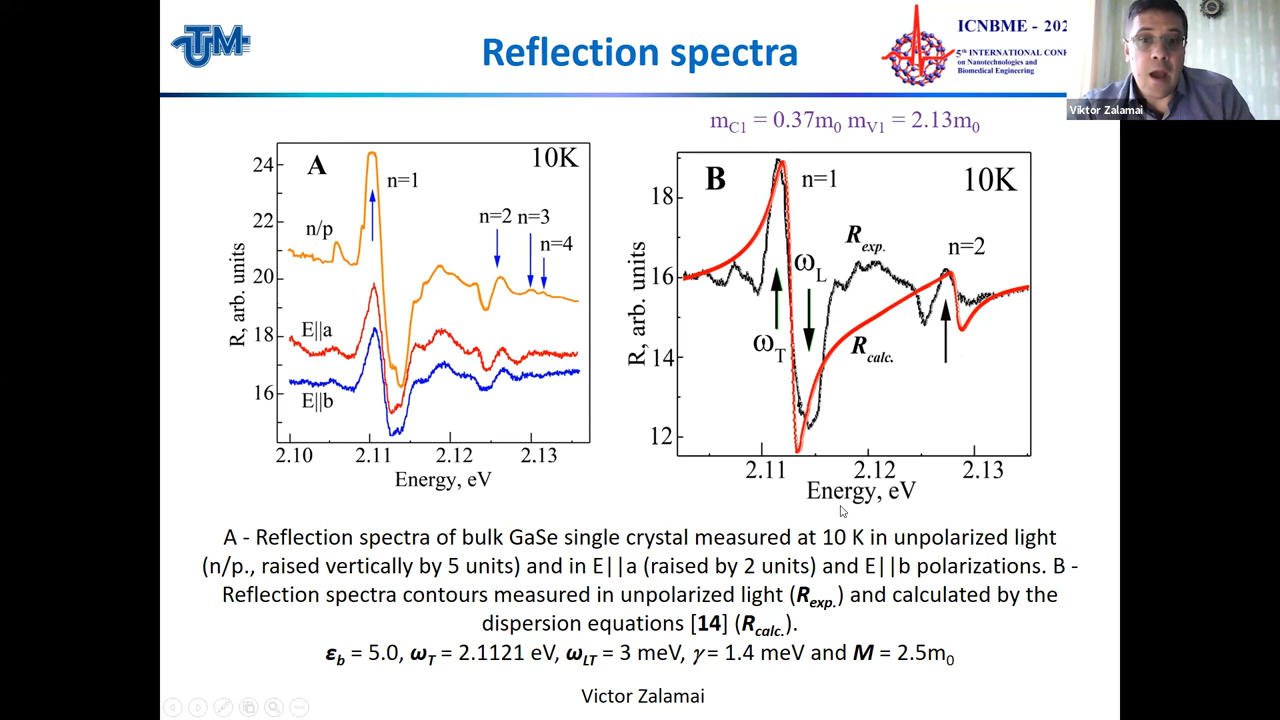 UTM
Reflection spectra
ICNBME - 202
5th INTERNATIONAL CONF
on Nanotechnologies and
Biomedical Engineering
Viktor Zalamai
mC1 = 0.37m0 mV1 = 2.13m0
A
10K
n=1
n/p
n=2 n=3
n=4
E||a
E||b
24
22
20
18
16
R, arb. units
2.10 2.11 2.12 2.13
Energy, eV
B
10K
n=1
Rexp.
n=2
ωL
ωT
Rcalc.
18
16
14
12
R, arb. units
2.11 2.12 2.13
Energy, eV
A - Reflection spectra of bulk GaSe single crystal measured at 10 K in unpolarized light
(n/p., raised vertically by 5 units) and in E||a (raised by 2 units) and E||b polarizations. B -
Reflection spectra contours measured in unpolarized light (Rexp.) and calculated by the
dispersion equations [14] (Rcalc.).
εb = 5.0, ωT = 2.1121 eV, ωLT = 3 meV, γ = 1.4 meV and M = 2.5m0
Victor Zalamai